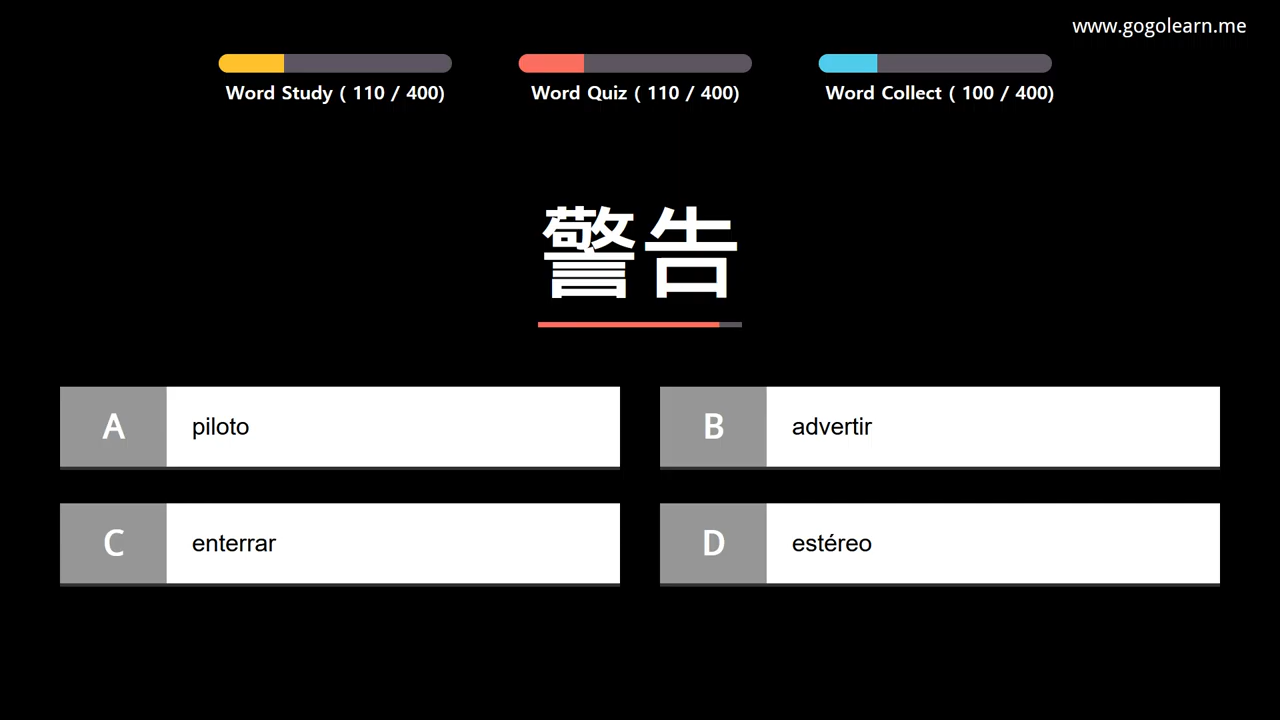 www.gogolearn.me
Word Study ( 110 / 400)
Word Quiz ( 110 / 400)
Word Collect ( 100 / 400)
警告
A piloto
B advertir
C enterrar
D estéreo